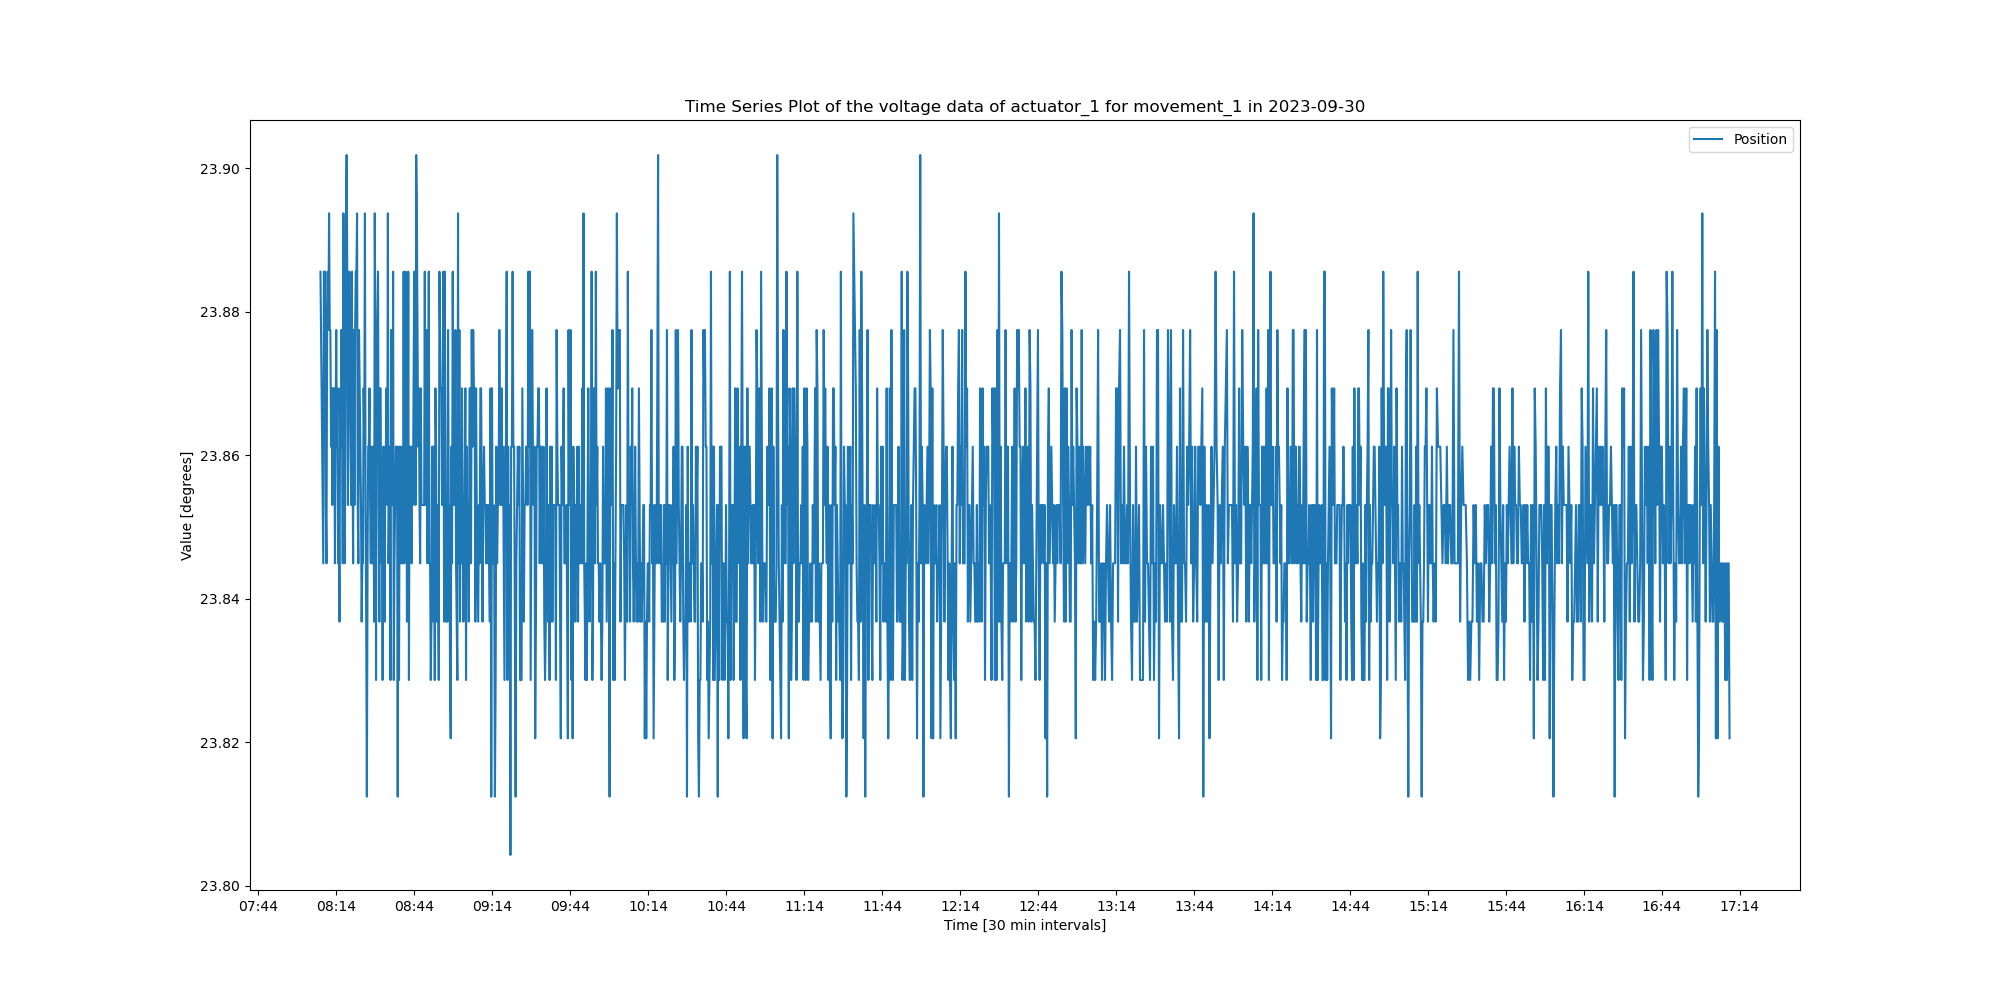 Time Series Plot of the voltage data of actuator_1 for movement_1 in 2023-09-30
Position
23.90
23.88
23.86
23.84
23.82
23.80
Value [degrees]
07:44 08:14 08:44 09:14 09:44 10:14 10:44 11:14 11:44 12:14 12:44 13:14 13:44 14:14 14:44 15:14 15:44 16:14 16:44 17:14
Time [30 min intervals]